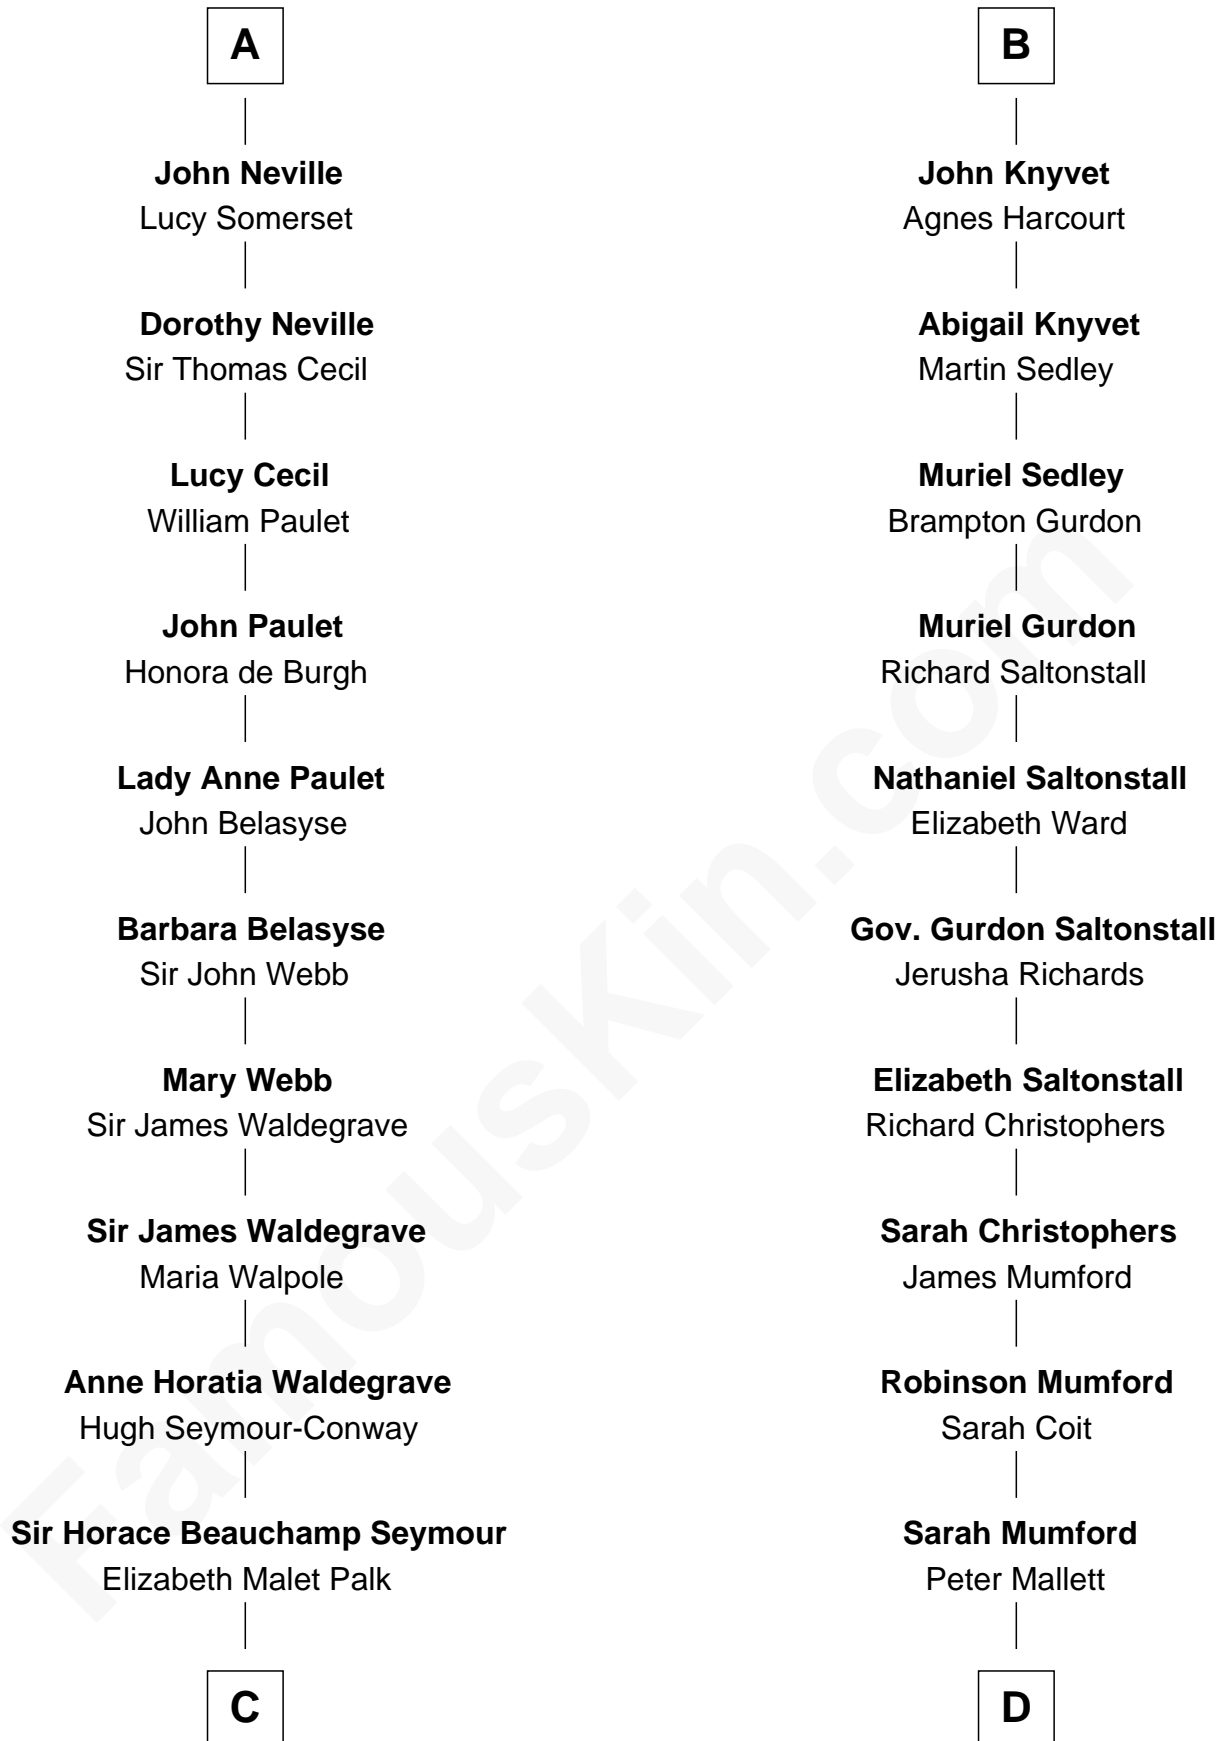 A
John Neville
Lucy Somerset
Dorothy Neville
Sir Thomas Cecil
Lucy Cecil
William Paulet
John Paulet
Honora de Burgh
Lady Anne Paulet
John Belasyse
Barbara Belasyse
Sir John Webb
Mary Webb
Sir James Waldegrave
Sir James Waldegrave
Maria Walpole
Anne Horatia Waldegrave
Hugh Seymour-Conway
Sir Horace Beauchamp Seymour
Elizabeth Malet Palk
C
B
John Knyvet
Agnes Harcourt
Abigail Knyvet
Martin Sedley
Muriel Sedley
Brampton Gurdon
Muriel Gurdon
Richard Saltonstall
Nathaniel Saltonstall
Elizabeth Ward
Gov. Gurdon Saltonstall
Jerusha Richards
Elizabeth Saltonstall
Richard Christophers
Sarah Christophers
James Mumford
Robinson Mumford
Sarah Coit
Sarah Mumford
Peter Mallett
D
FamousKin.com